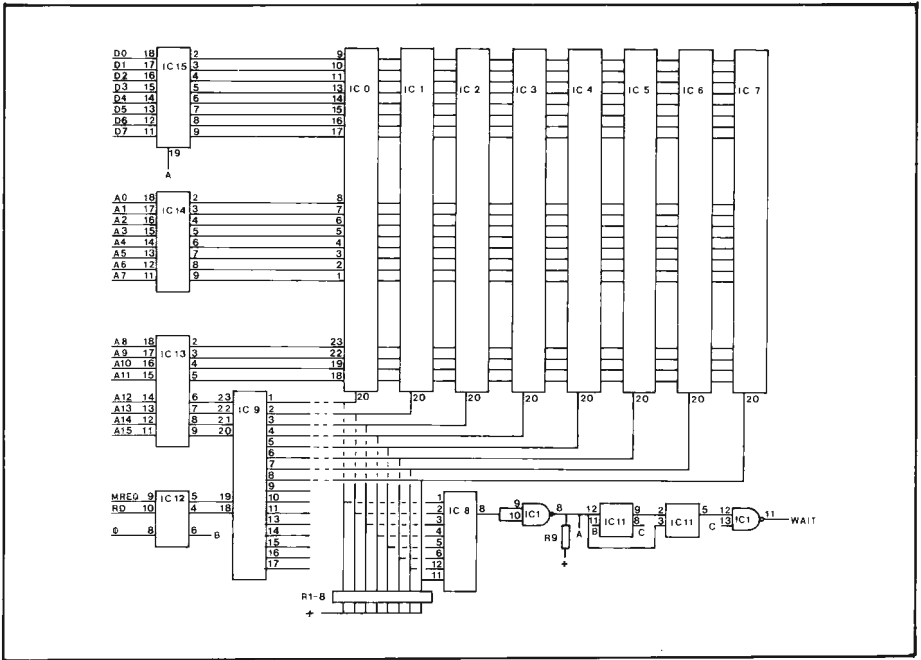 D0 18 IC15 2 9 IC 0 IC 1 IC 2 IC 3 IC 4 IC 5 IC 6 IC 7
D1 17 3 10
D2 16 4 11
D3 15 5 13
D4 14 6 14
D5 13 7 15
D6 12 8 16
D7 11 9 17
19
A
A0 18 IC14 2 8
A1 17 3 7
A2 16 4 6
A3 15 5 5
A4 14 6 4
A5 13 7 3
A6 12 8 2
A7 11 9 1
A8 18 IC13 2 23
A9 17 3 22
A10 16 4 19
A11 15 5 18
A12 14 6 23 IC 9 1 20 20 20 20 20 20 20 20
A13 13 7 22 2
A14 12 8 21 3
A15 11 9 20 4
5
6
7
8
9
MREQ 9 IC12 5 19 10
RD 10 4 18 11
Φ 8 6 B 13
14
15
16
17
1 IC 8 8 9 IC1 8 12 IC11 9 2 IC11 5 12 IC1 11 WAIT
2 10 11 8 3 13
3 R9 A B C C
4 +
5
6
12
11
R1-8
+